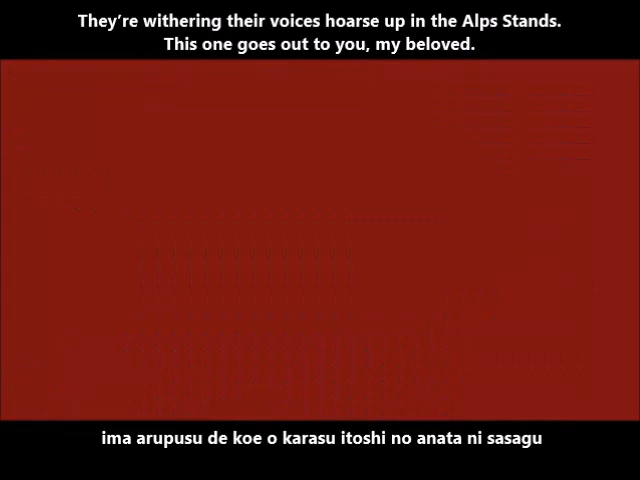 They’re withering their voices hoarse up in the Alps Stands.
This one goes out to you, my beloved.
ima arupusu de koe o karasu itoshi no anata ni sasagu